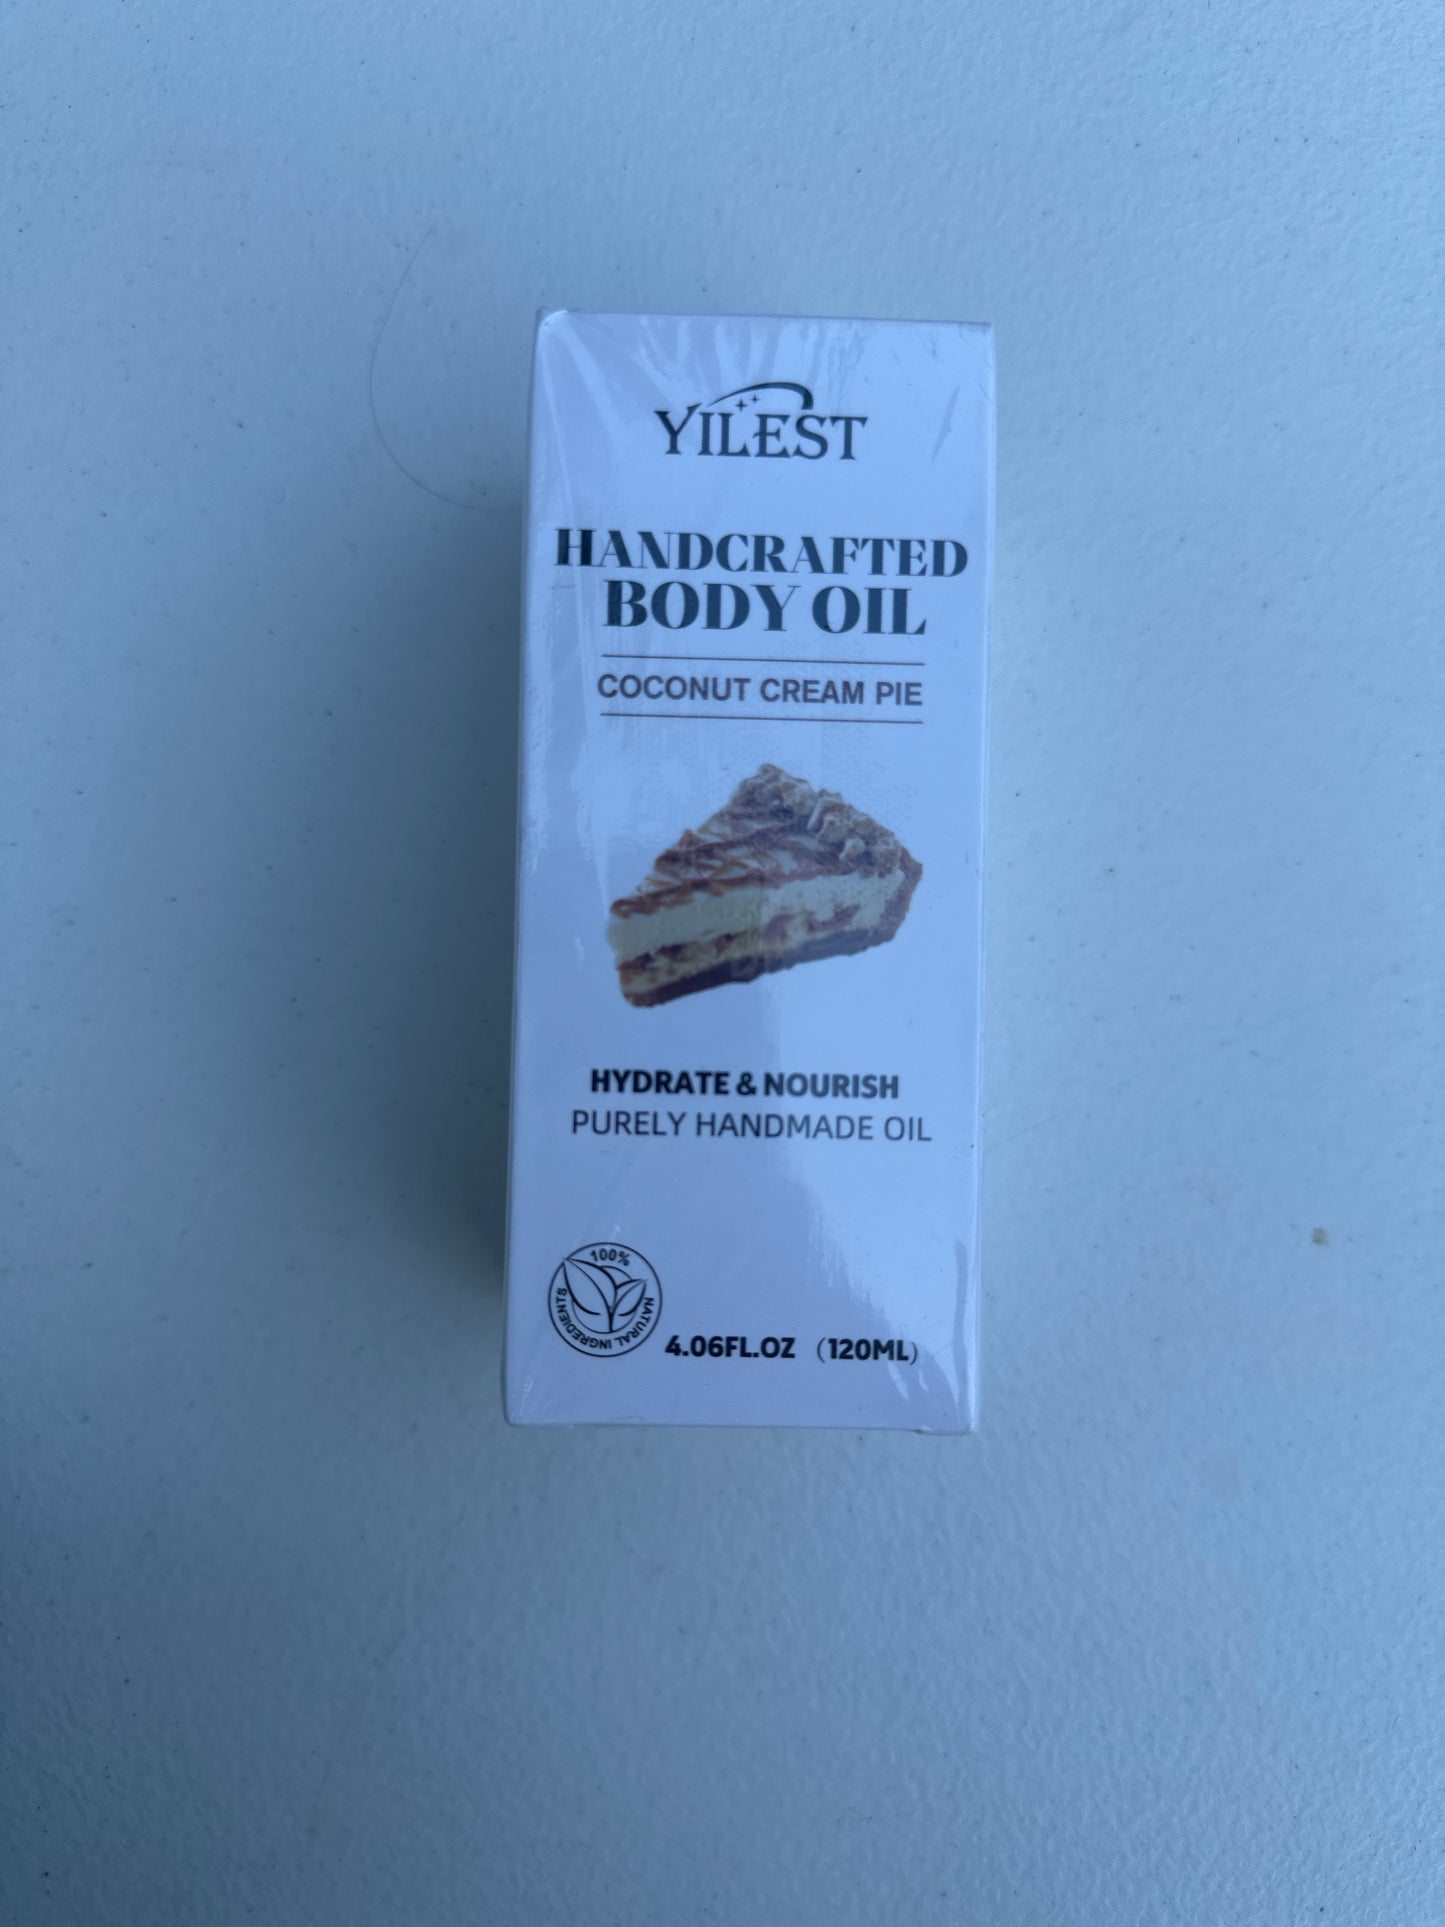 YILEST
HANDCRAFTED
BODY OIL
COCONUT CREAM PIE
HYDRATE & NOURISH
PURELY HANDMADE OIL
100%
NATURAL INGREDIENTS
4.06FL.OZ (120ML)